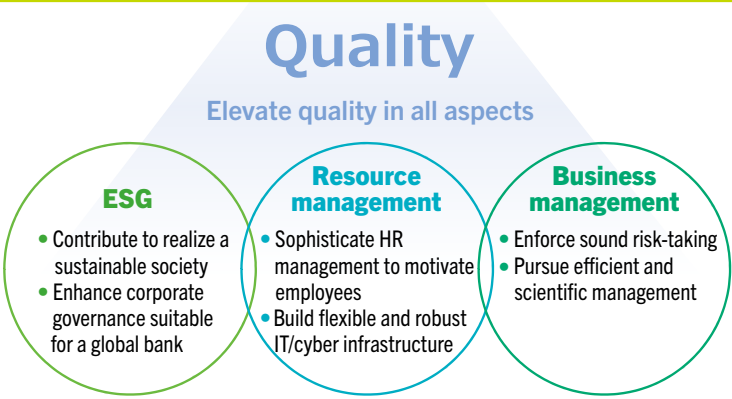 Quality
Elevate quality in all aspects
ESG
• Contribute to realize a
sustainable society
• Enhance corporate
governance suitable
for a global bank
Resource
management
• Sophisticate HR
management to motivate
employees
• Build flexible and robust
IT/cyber infrastructure
Business
management
• Enforce sound risk-taking
• Pursue efficient and
scientific management